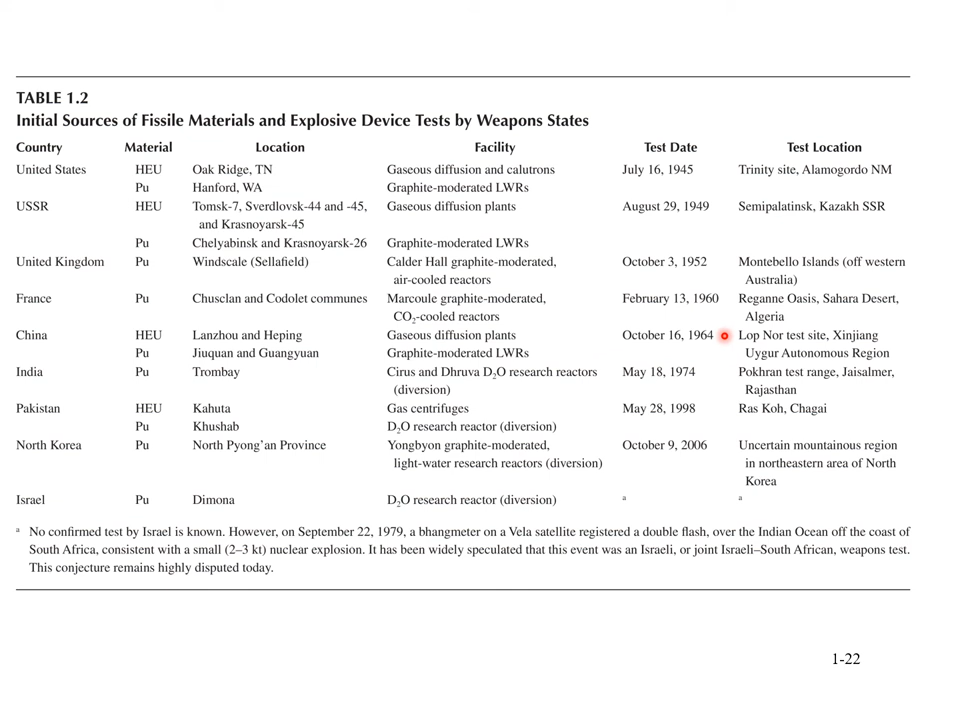 TABLE 1.2
Initial Sources of Fissile Materials and Explosive Device Tests by Weapons States
Country Material Location Facility Test Date Test Location
United States HEU Oak Ridge, TN Gaseous diffusion and calutrons July 16, 1945 Trinity site, Alamogordo NM
Pu Hanford, WA Graphite-moderated LWRs
USSR HEU Tomsk-7, Sverdlovsk-44 and -45, Gaseous diffusion plants August 29, 1949 Semipalatinsk, Kazakh SSR
and Krasnoyarsk-45
Pu Chelyabinsk and Krasnoyarsk-26 Graphite-moderated LWRs
United Kingdom Pu Windscale (Sellafield) Calder Hall graphite-moderated, October 3, 1952 Montebello Islands (off western
air-cooled reactors Australia)
France Pu Chusclan and Codolet communes Marcoule graphite-moderated, February 13, 1960 Reganne Oasis, Sahara Desert,
CO₂-cooled reactors Algeria
China HEU Lanzhou and Heping Gaseous diffusion plants October 16, 1964 Lop Nor test site, Xinjiang
Pu Jiuquan and Guangyuan Graphite-moderated LWRs Uygur Autonomous Region
India Pu Trombay Cirus and Dhruva D₂O research reactors May 18, 1974 Pokhran test range, Jaisalmer,
(diversion) Rajasthan
Pakistan HEU Kahuta Gas centrifuges May 28, 1998 Ras Koh, Chagai
Pu Khushab D₂O research reactor (diversion)
North Korea Pu North Pyong’an Province Yongbyon graphite-moderated, October 9, 2006 Uncertain mountainous region
light-water research reactors (diversion) in northeastern area of North
Korea
Israel Pu Dimona D₂O research reactor (diversion) a a
a No confirmed test by Israel is known. However, on September 22, 1979, a bhangmeter on a Vela satellite registered a double flash, over the Indian Ocean off the coast of
South Africa, consistent with a small (2–3 kt) nuclear explosion. It has been widely speculated that this event was an Israeli, or joint Israeli–South African, weapons test.
This conjecture remains highly disputed today.
1-22